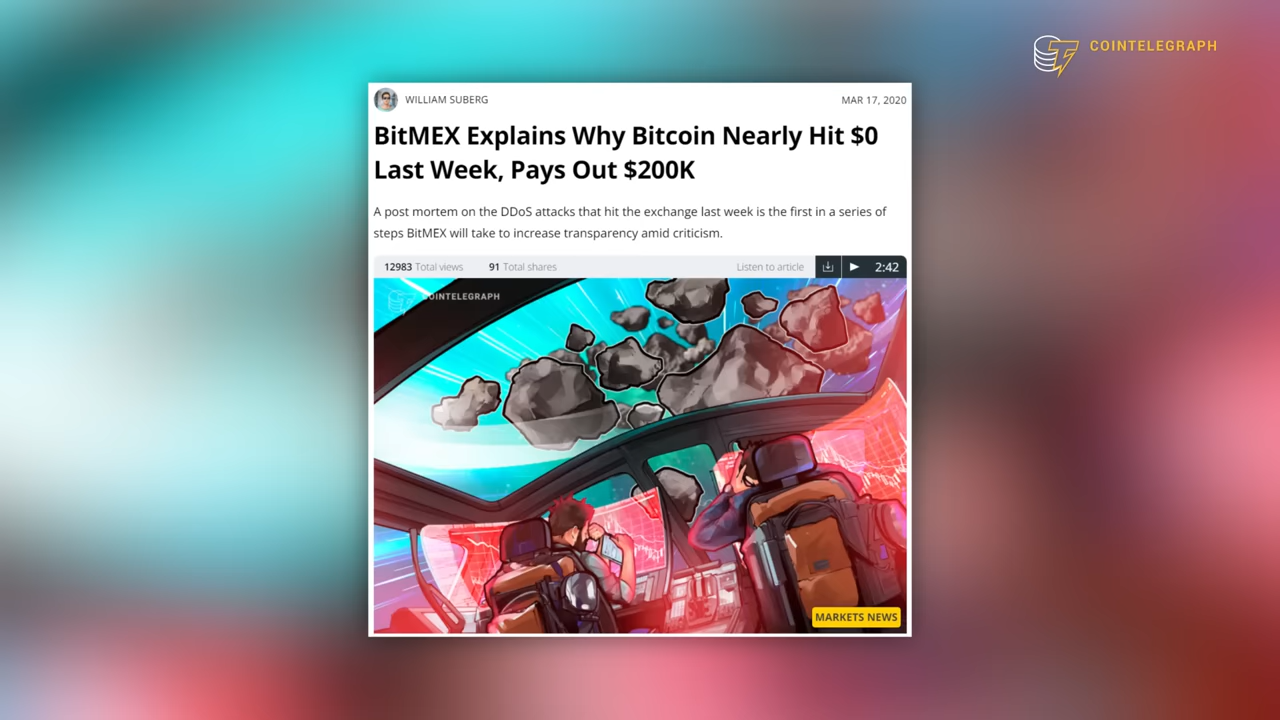 COINTELEGRAPH
WILLIAM SUBERG
MAR 17, 2020
BitMEX Explains Why Bitcoin Nearly Hit $0
Last Week, Pays Out $200K
A post mortem on the DDoS attacks that hit the exchange last week is the first in a series of
steps BitMEX will take to increase transparency amid criticism.
12983 Total views 91 Total shares Listen to article 2:42
COINTELEGRAPH
MARKETS NEWS